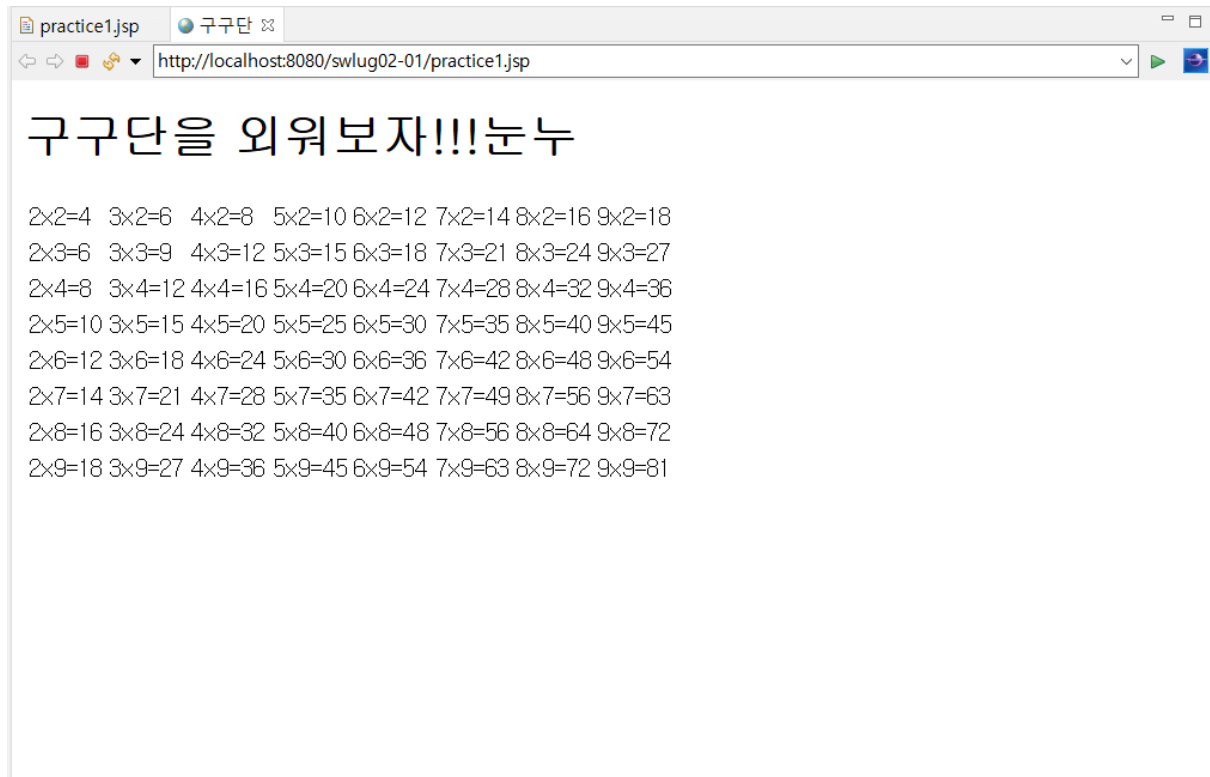 practice1.jsp 구구단
http://localhost:8080/swlug02-01/practice1.jsp
구구단을 외워보자!!!눈누
2x2=4 3x2=6 4x2=8 5x2=10 6x2=12 7x2=14 8x2=16 9x2=18
2x3=6 3x3=9 4x3=12 5x3=15 6x3=18 7x3=21 8x3=24 9x3=27
2x4=8 3x4=12 4x4=16 5x4=20 6x4=24 7x4=28 8x4=32 9x4=36
2x5=10 3x5=15 4x5=20 5x5=25 6x5=30 7x5=35 8x5=40 9x5=45
2x6=12 3x6=18 4x6=24 5x6=30 6x6=36 7x6=42 8x6=48 9x6=54
2x7=14 3x7=21 4x7=28 5x7=35 6x7=42 7x7=49 8x7=56 9x7=63
2x8=16 3x8=24 4x8=32 5x8=40 6x8=48 7x8=56 8x8=64 9x8=72
2x9=18 3x9=27 4x9=36 5x9=45 6x9=54 7x9=63 8x9=72 9x9=81